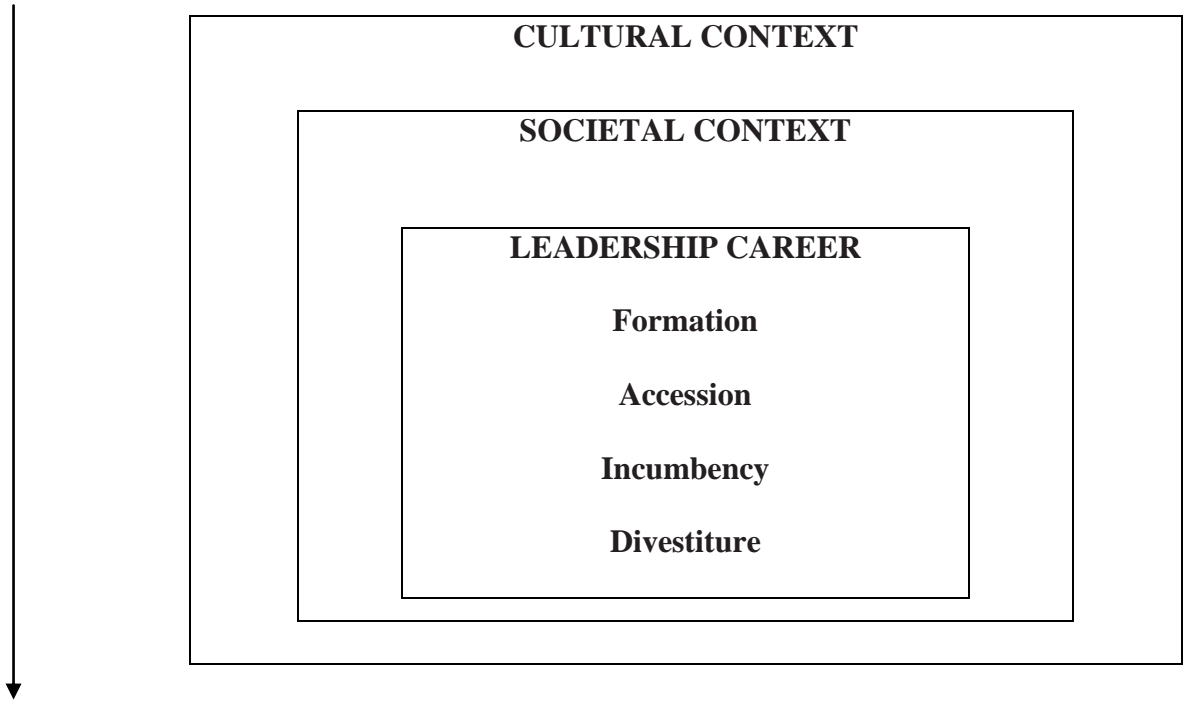 CULTURAL CONTEXT
SOCIETAL CONTEXT
LEADERSHIP CAREER
Formation
Accession
Incumbency
Divestiture